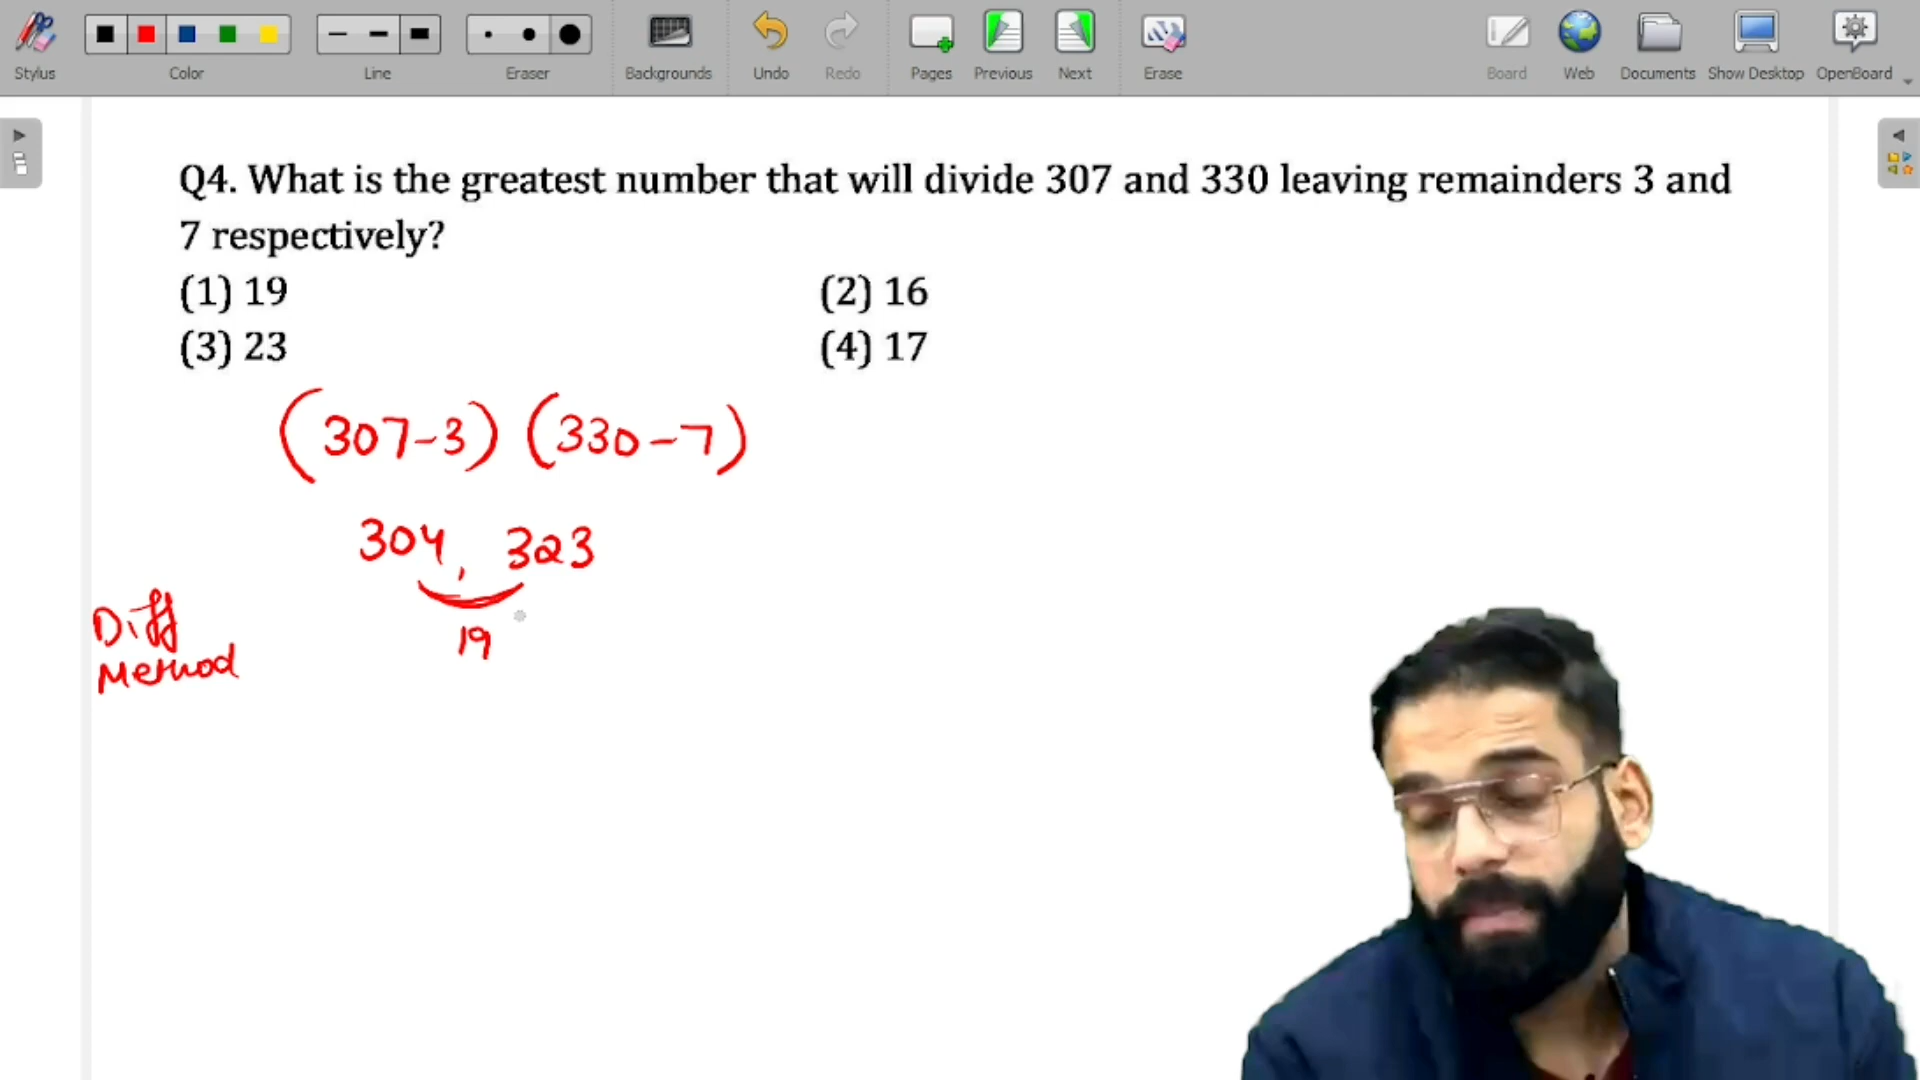 Stylus
Color
Line
Eraser
Backgrounds
Undo
Redo
Pages
Previous
Next
Erase
Board
Web
Documents
Show Desktop
OpenBoard
Q4. What is the greatest number that will divide 307 and 330 leaving remainders 3 and
7 respectively?
(1) 19 (2) 16
(3) 23 (4) 17
(307-3) (330-7)
304, 323
19
Diff
Method